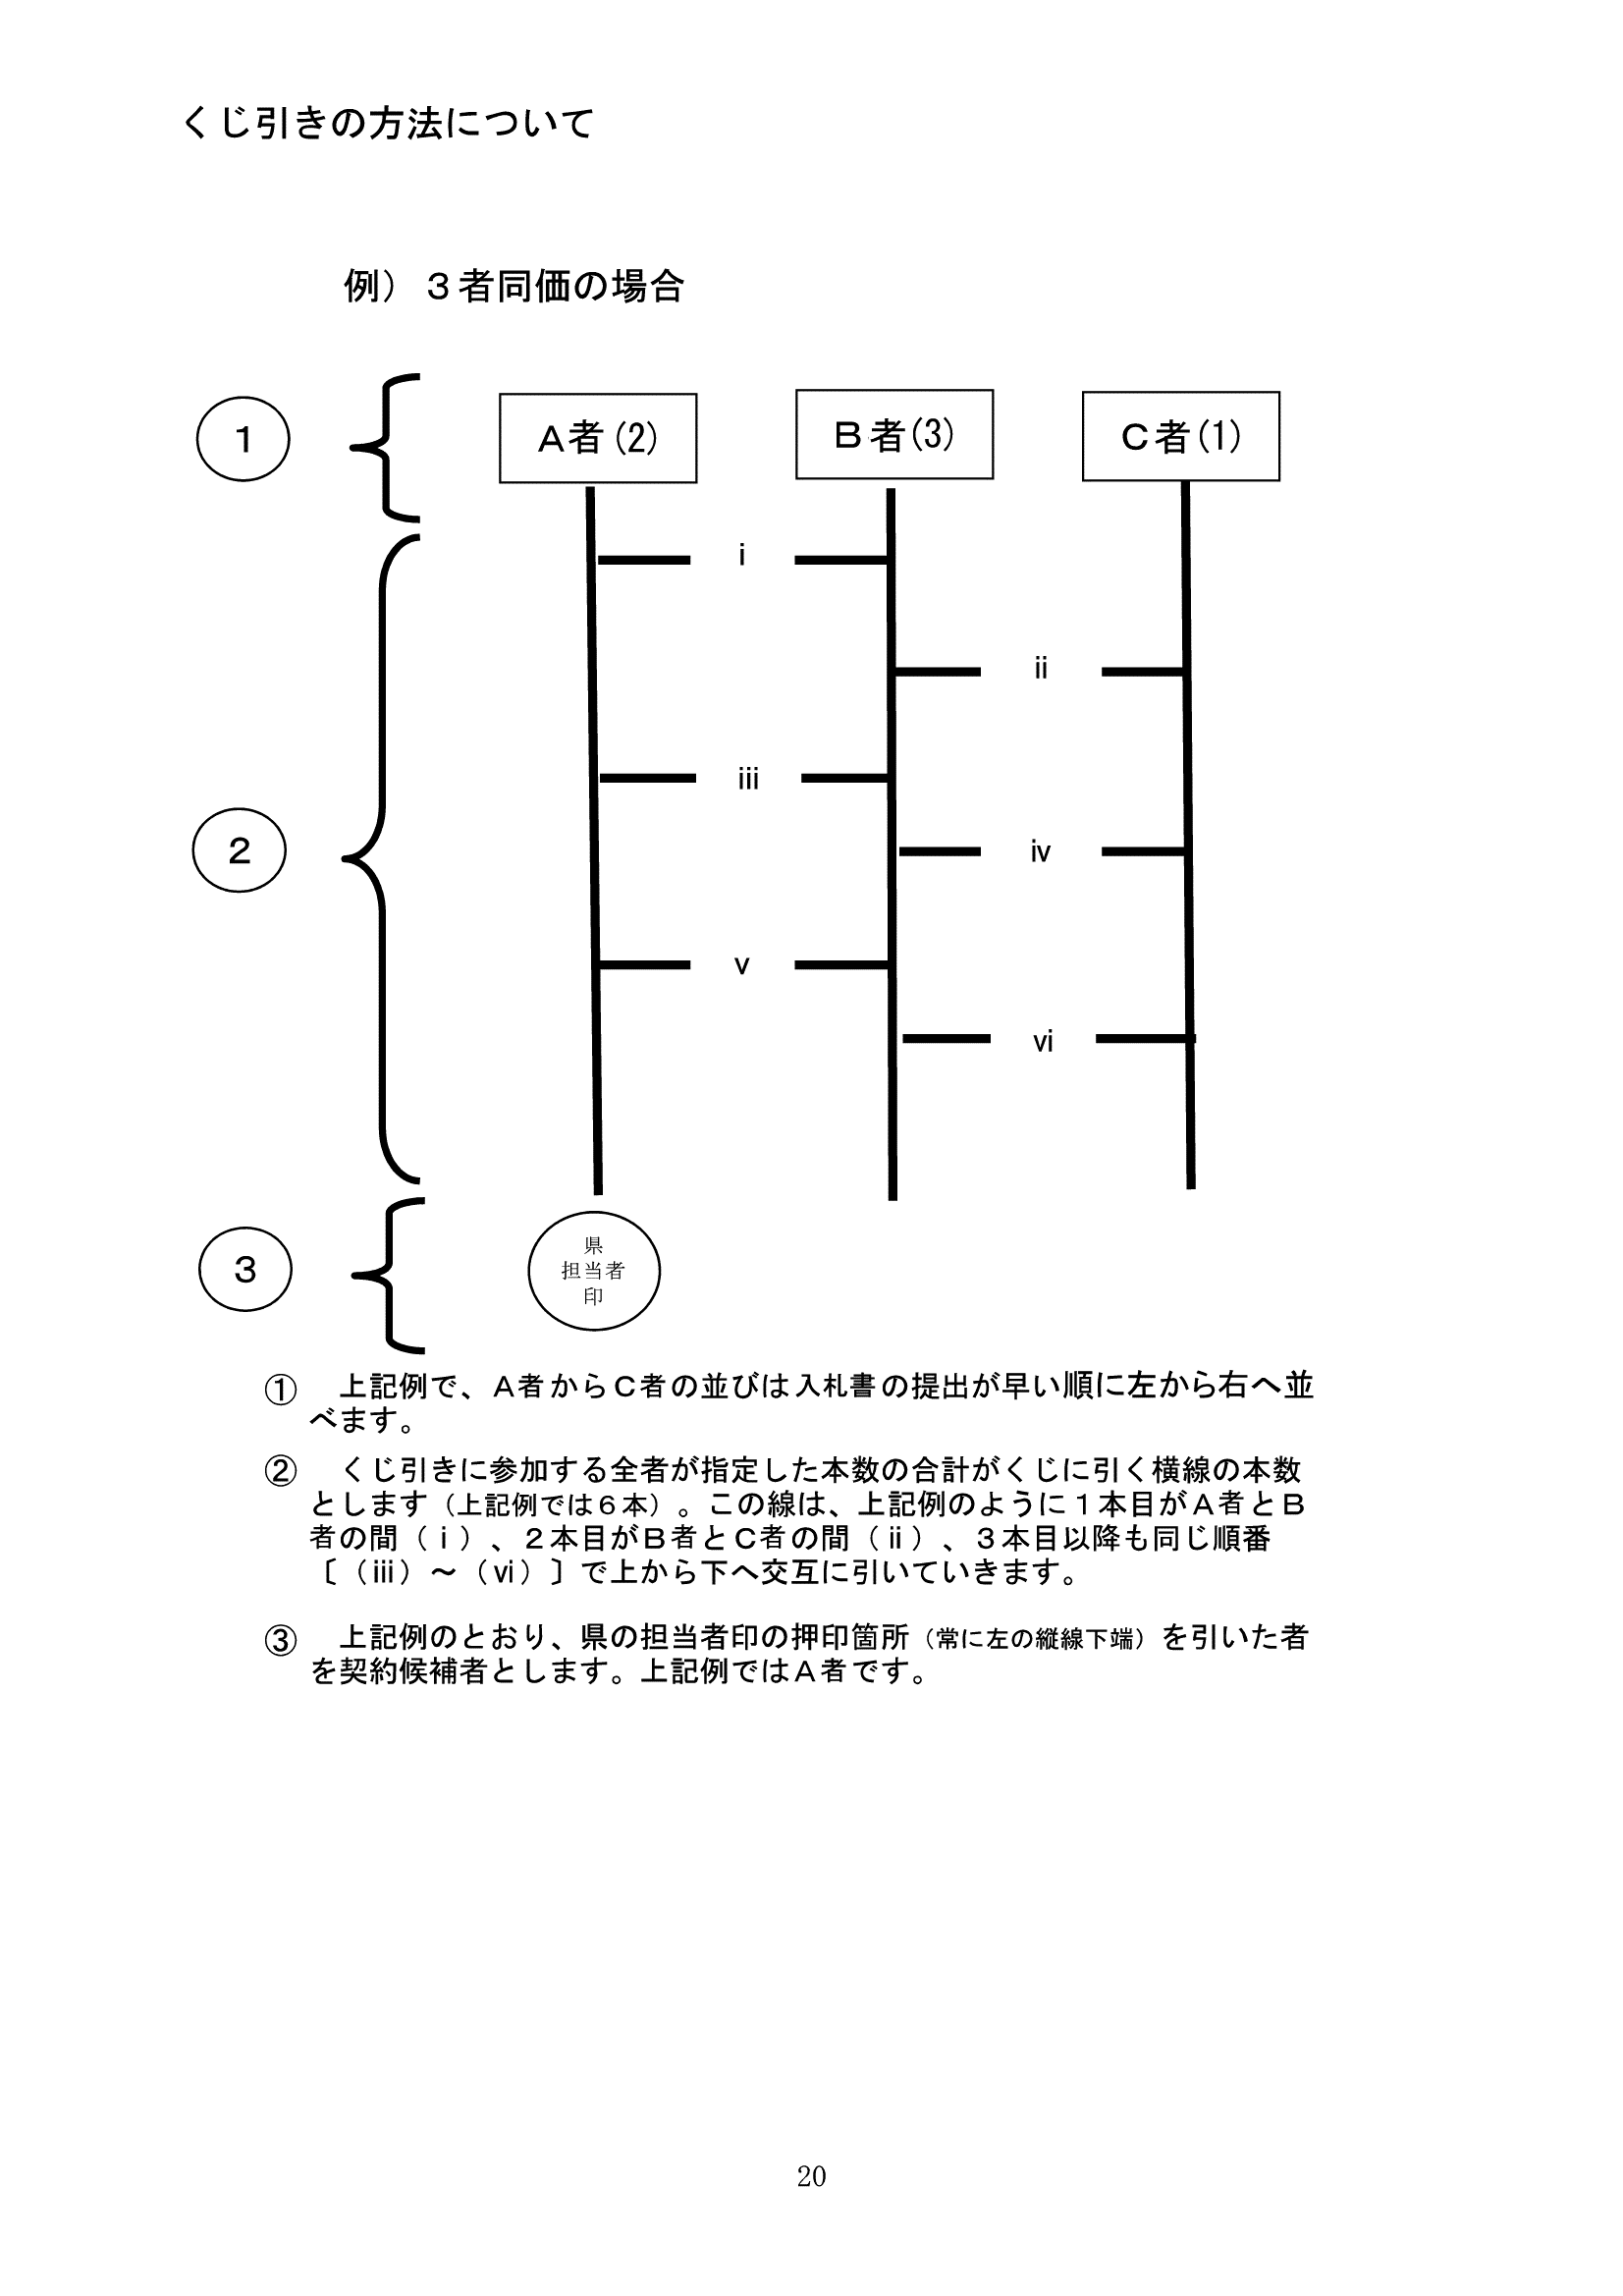 くじ引きの方法について
例） ３者同価の場合
１
Ａ者(2)
Ｂ者(3)
Ｃ者(1)
ⅰ
ⅱ
ⅲ
２
ⅳ
ⅴ
ⅵ
３
県
担当者
印
① 上記例で、Ａ者からＣ者の並びは入札書の提出が早い順に左から右へ並
べます。
② くじ引きに参加する全者が指定した本数の合計がくじに引く横線の本数
とします（上記例では６本）。この線は、上記例のように１本目がＡ者とＢ
者の間（ⅰ）、２本目がＢ者とＣ者の間（ⅱ）、３本目以降も同じ順番
〔（ⅲ）～（ⅵ）〕で上から下へ交互に引いていきます。
③ 上記例のとおり、県の担当者印の押印箇所（常に左の縦線下端）を引いた者
を契約候補者とします。上記例ではＡ者です。
20